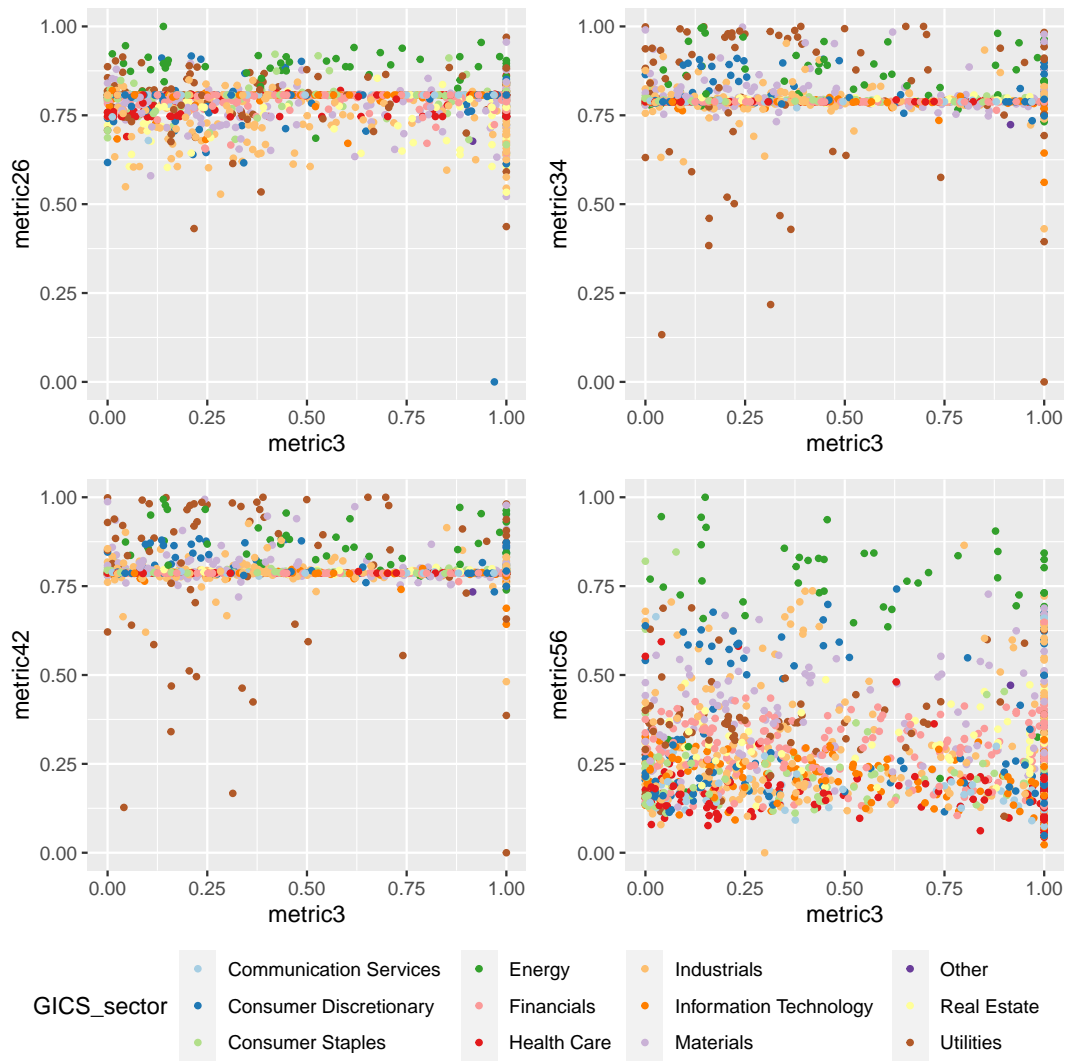 1.00
0.75
0.50
0.25
0.00
metric26
0.00 0.25 0.50 0.75 1.00
metric3
1.00
0.75
0.50
0.25
0.00
metric34
0.00 0.25 0.50 0.75 1.00
metric3
1.00
0.75
0.50
0.25
0.00
metric42
0.00 0.25 0.50 0.75 1.00
metric3
1.00
0.75
0.50
0.25
0.00
metric56
0.00 0.25 0.50 0.75 1.00
metric3
GICS_sector
Communication Services
Consumer Discretionary
Consumer Staples
Energy
Financials
Health Care
Industrials
Information Technology
Materials
Other
Real Estate
Utilities